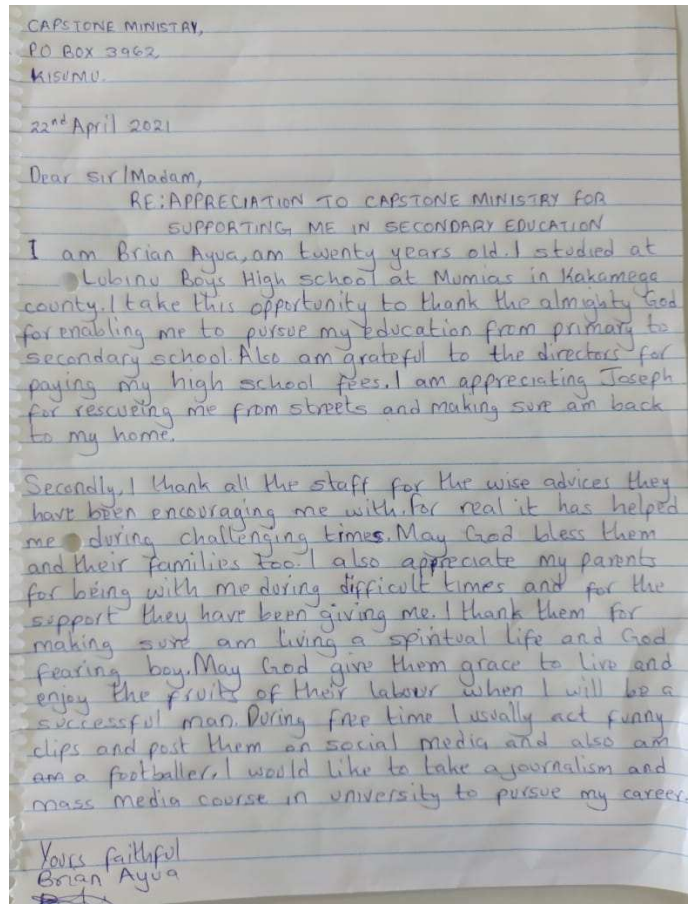 CAPSTONE MINISTRY,
PO BOX 3962,
KISUMU.
22nd April 2021
Dear Sir/Madam,
RE: APPRECIATION TO CAPSTONE MINISTRY FOR
SUPPORTING ME IN SECONDARY EDUCATION
I am Brian Ayua, am twenty years old. I studied at
Lubinu Boys High school at Mumias in Kakamega
county. I take this opportunity to thank the almighty God
for enabling me to pursue my education from primary to
secondary school. Also am grateful to the directors for
paying my high school fees. I am appreciating Joseph
for rescueing me from streets and making sure am back
to my home.
Secondly, I thank all the staff for the wise advices they
have been encouraging me with. For real it has helped
me during challenging times. May God bless them
and their families too. I also appreciate my parents
for being with me during difficult times and for the
support they have been giving me. I thank them for
making sure am living a spiritual life and God
fearing boy. May God give them grace to live and
enjoy the fruits of their labour when I will be a
successful man. During free time I usually act funny
clips and post them on social media and also am
am a footballer. I would like to take a journalism and
mass media course in university to pursue my career.
Yours faithful
Brian Ayua